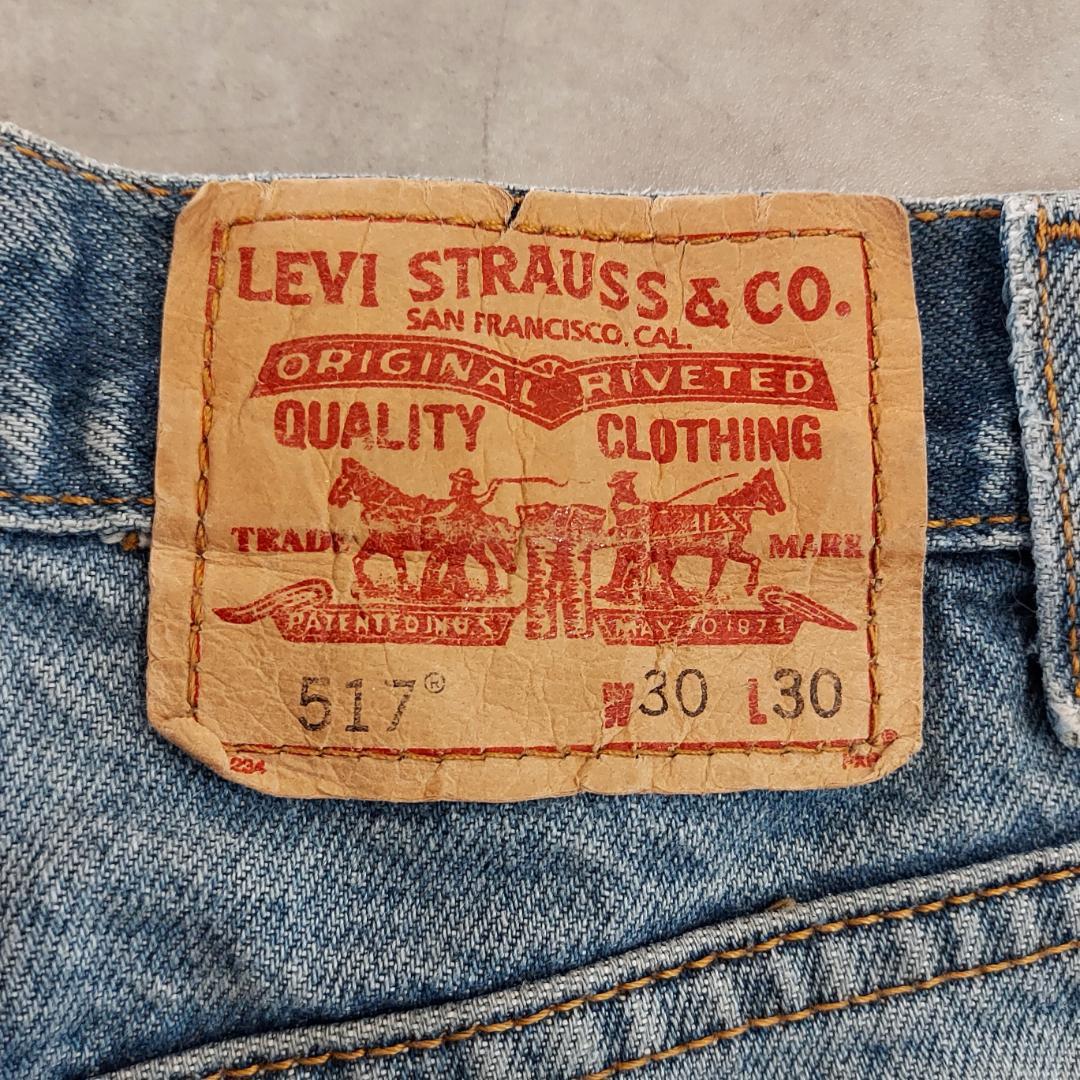 LEVI STRAUSS & CO.
SAN FRANCISCO, CAL.
ORIGINAL RIVETED
QUALITY CLOTHING
TRADE MARK
PATENTED IN U.S. MAY 20 1873
517® W30 L30